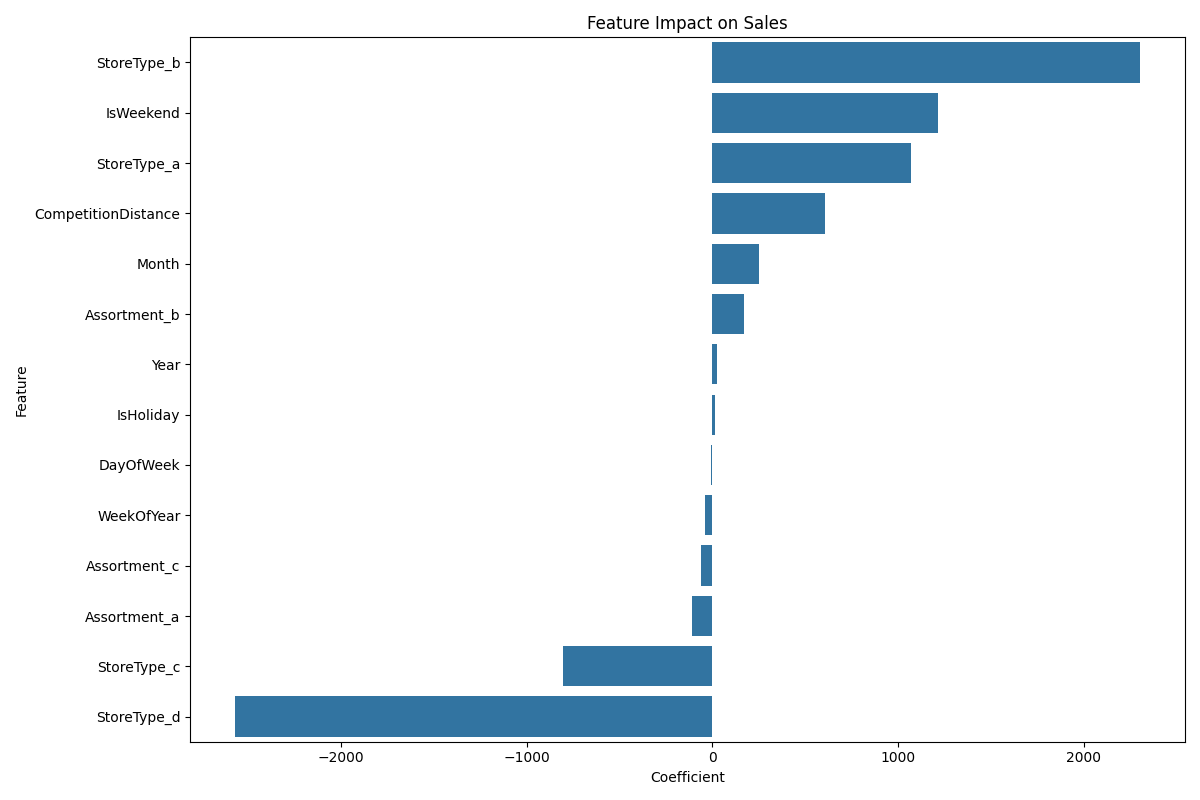 Feature Impact on Sales
StoreType_b
IsWeekend
StoreType_a
CompetitionDistance
Month
Assortment_b
Year
IsHoliday
DayOfWeek
WeekOfYear
Assortment_c
Assortment_a
StoreType_c
StoreType_d
Feature
−2000 −1000 0 1000 2000
Coefficient